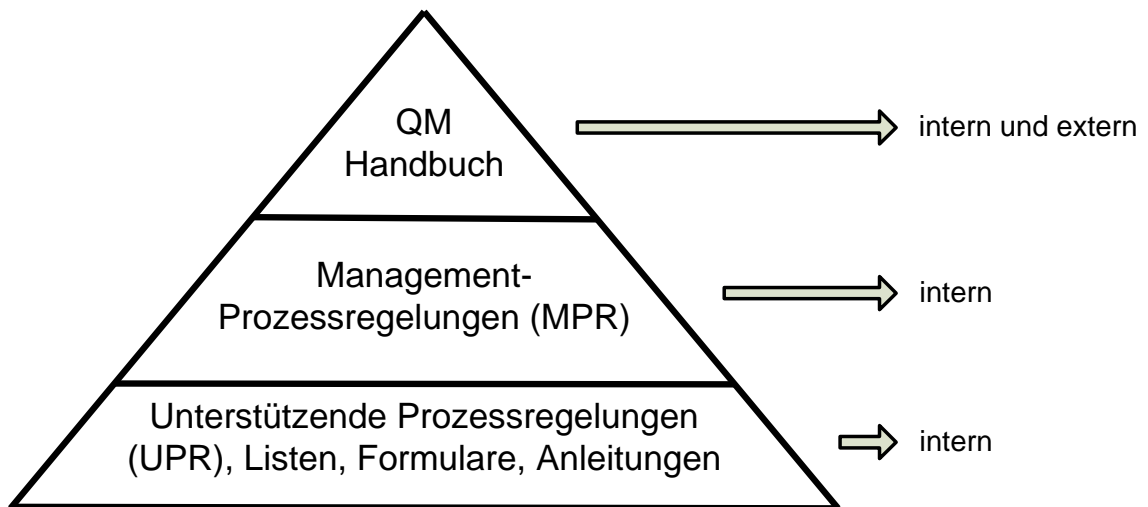 QM
Handbuch
intern und extern
Management-
Prozessregelungen (MPR)
intern
Unterstützende Prozessregelungen
(UPR), Listen, Formulare, Anleitungen
intern